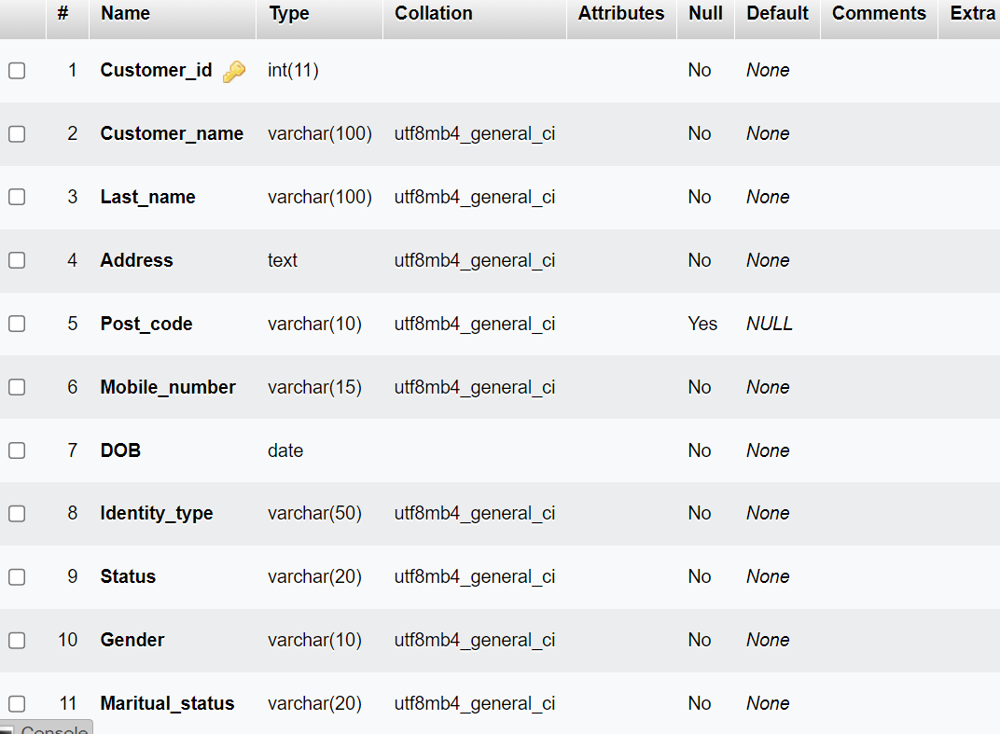 # Name Type Collation Attributes Null Default Comments Extra
1 Customer_id int(11) No None
2 Customer_name varchar(100) utf8mb4_general_ci No None
3 Last_name varchar(100) utf8mb4_general_ci No None
4 Address text utf8mb4_general_ci No None
5 Post_code varchar(10) utf8mb4_general_ci Yes NULL
6 Mobile_number varchar(15) utf8mb4_general_ci No None
7 DOB date No None
8 Identity_type varchar(50) utf8mb4_general_ci No None
9 Status varchar(20) utf8mb4_general_ci No None
10 Gender varchar(10) utf8mb4_general_ci No None
11 Maritual_status varchar(20) utf8mb4_general_ci No None
Console